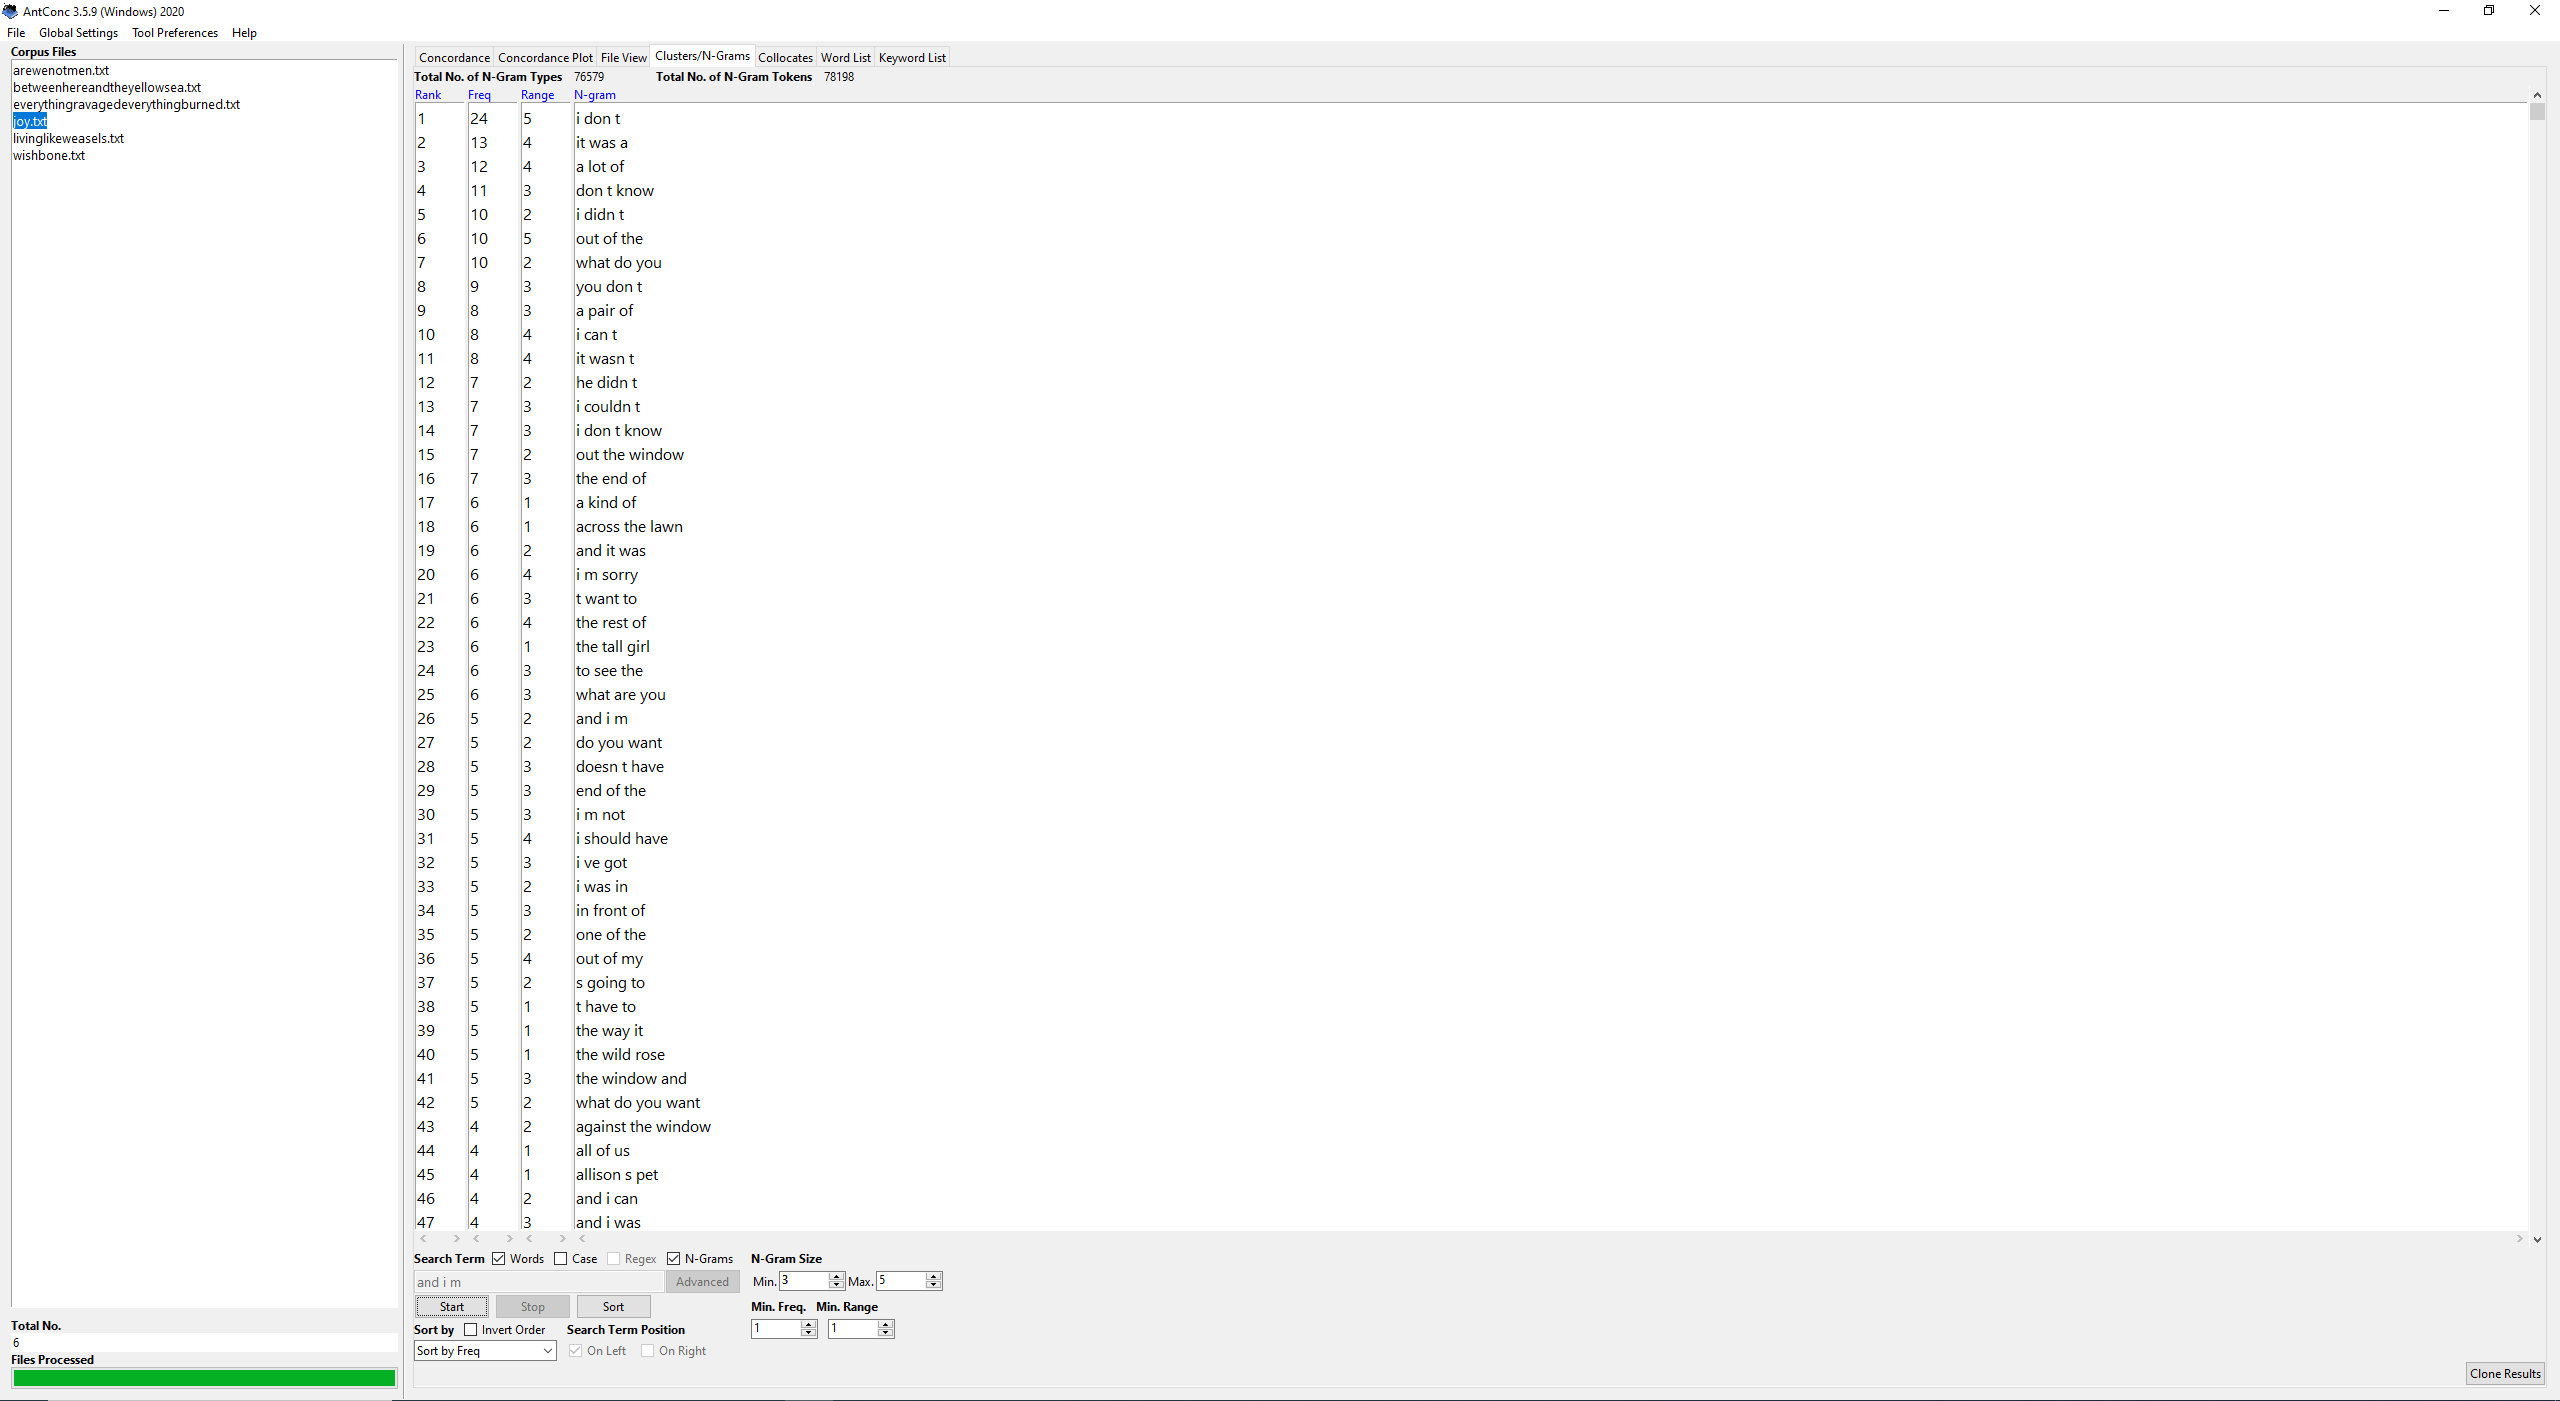 AntConc 3.5.9 (Windows) 2020
File Global Settings Tool Preferences Help
Corpus Files
arewenotmen.txt
betweenhereandtheyellowsea.txt
everythingravagedeverythingburned.txt
joy.txt
livinglikeweasels.txt
wishbone.txt
Total No.
6
Files Processed
Concordance Concordance Plot File View Clusters/N-Grams Collocates Word List Keyword List
Total No. of N-Gram Types 76579 Total No. of N-Gram Tokens 78198
Rank Freq Range N-gram
1 24 5 i don t
2 13 4 it was a
3 12 4 a lot of
4 11 3 don t know
5 10 2 i didn t
6 10 5 out of the
7 10 2 what do you
8 9 3 you don t
9 8 3 a pair of
10 8 4 i can t
11 8 4 it wasn t
12 7 2 he didn t
13 7 3 i couldn t
14 7 3 i don t know
15 7 2 out the window
16 7 3 the end of
17 6 1 a kind of
18 6 1 across the lawn
19 6 2 and it was
20 6 4 i m sorry
21 6 3 t want to
22 6 4 the rest of
23 6 1 the tall girl
24 6 3 to see the
25 6 3 what are you
26 5 2 and i m
27 5 2 do you want
28 5 3 doesn t have
29 5 3 end of the
30 5 3 i m not
31 5 4 i should have
32 5 3 i ve got
33 5 2 i was in
34 5 3 in front of
35 5 2 one of the
36 5 4 out of my
37 5 2 s going to
38 5 1 t have to
39 5 1 the way it
40 5 1 the wild rose
41 5 3 the window and
42 5 2 what do you want
43 4 2 against the window
44 4 1 all of us
45 4 1 allison s pet
46 4 2 and i can
47 4 3 and i was
Search Term Words Case Regex N-Grams N-Gram Size
and i m Advanced Min. 3 Max. 5
Start Stop Sort Min. Freq. Min. Range
Sort by Invert Order Search Term Position 1 1
Sort by Freq On Left On Right
Clone Results